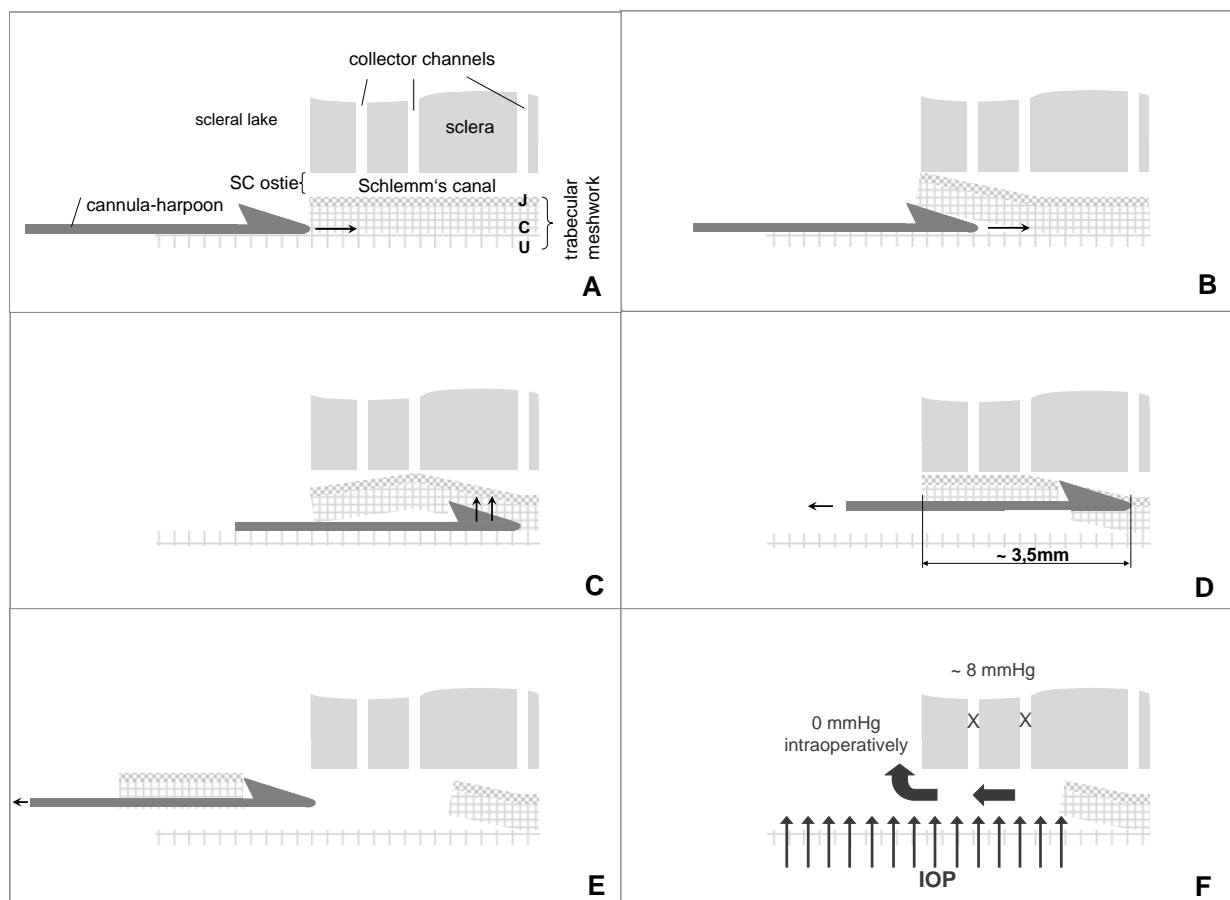 collector channels
scleral lake
sclera
SC ostie
Schlemm‘s canal
cannula-harpoon
J
C
U
trabecular
meshwork
A
B
C
~ 3,5mm
D
E
~ 8 mmHg
X
X
0 mmHg
intraoperatively
IOP
F